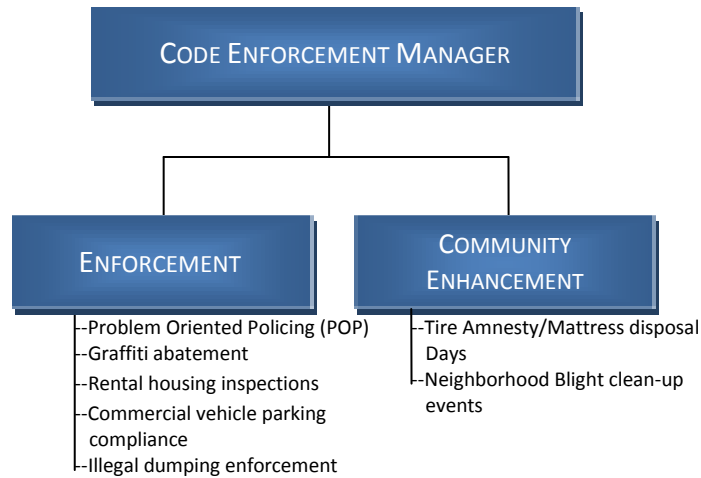 CODE ENFORCEMENT MANAGER
ENFORCEMENT
--Problem Oriented Policing (POP)
--Graffiti abatement
--Rental housing inspections
--Commercial vehicle parking
compliance
--Illegal dumping enforcement
COMMUNITY
ENHANCEMENT
--Tire Amnesty/Mattress disposal
Days
--Neighborhood Blight clean-up
events